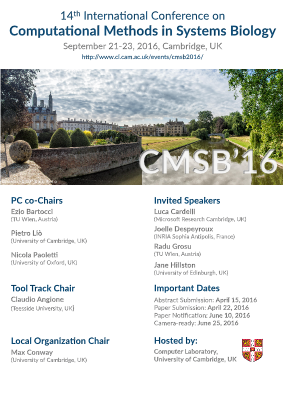 14th International Conference on
Computational Methods in Systems Biology
September 21-23, 2016, Cambridge, UK
http://www.cl.cam.ac.uk/events/cmsb2016/
CMSB'16
PC co-Chairs
Ezio Bartocci
(TU Wien, Austria)
Pietro Liò
(University of Cambridge, UK)
Nicola Paoletti
(University of Oxford, UK)
Tool Track Chair
Claudio Angione
(Teesside University, UK)
Local Organization Chair
Max Conway
(University of Cambridge, UK)
Invited Speakers
Luca Cardelli
(Microsoft Research Cambridge, UK)
Joelle Despeyroux
(INRIA Sophia Antipolis, France)
Radu Grosu
(TU Wien, Austria)
Jane Hillston
(University of Edinburgh, UK)
Important Dates
Abstract Submission: April 15, 2016
Paper Submission: April 22, 2016
Paper Notification: June 10, 2016
Camera-ready: June 25, 2016
Hosted by:
Computer Laboratory,
University of Cambridge, UK